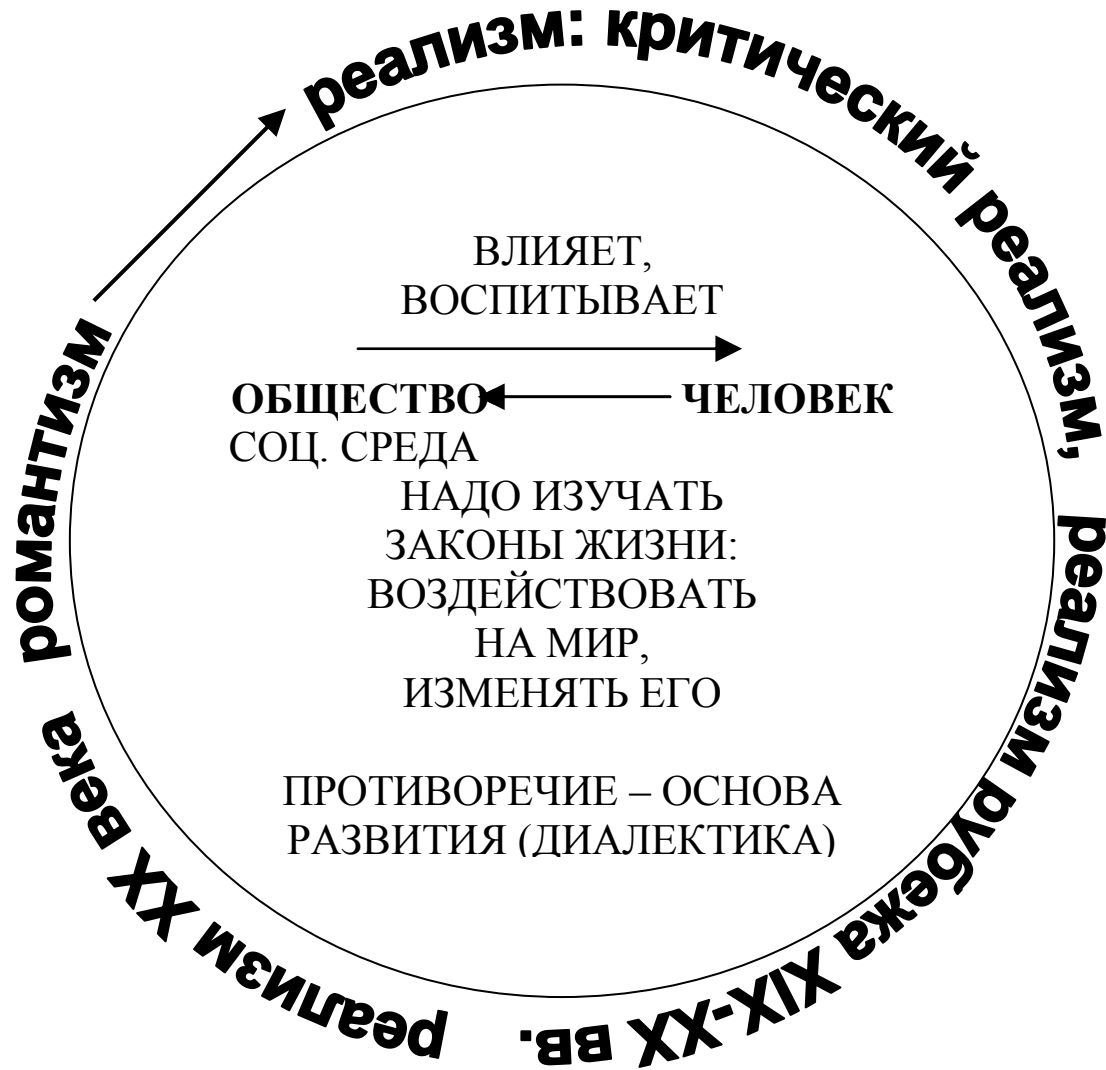 романтизм
реализм: критический реализм,
реализм рубежа XIX-XX вв.
реализм XX века
ВЛИЯЕТ,
ВОСПИТЫВАЕТ
ОБЩЕСТВО ЧЕЛОВЕК
СОЦ. СРЕДА
НАДО ИЗУЧАТЬ
ЗАКОНЫ ЖИЗНИ:
ВОЗДЕЙСТВОВАТЬ
НА МИР,
ИЗМЕНЯТЬ ЕГО
ПРОТИВОРЕЧИЕ – ОСНОВА
РАЗВИТИЯ (ДИАЛЕКТИКА)